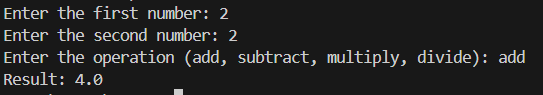 Enter the first number: 2
Enter the second number: 2
Enter the operation (add, subtract, multiply, divide): add
Result: 4.0